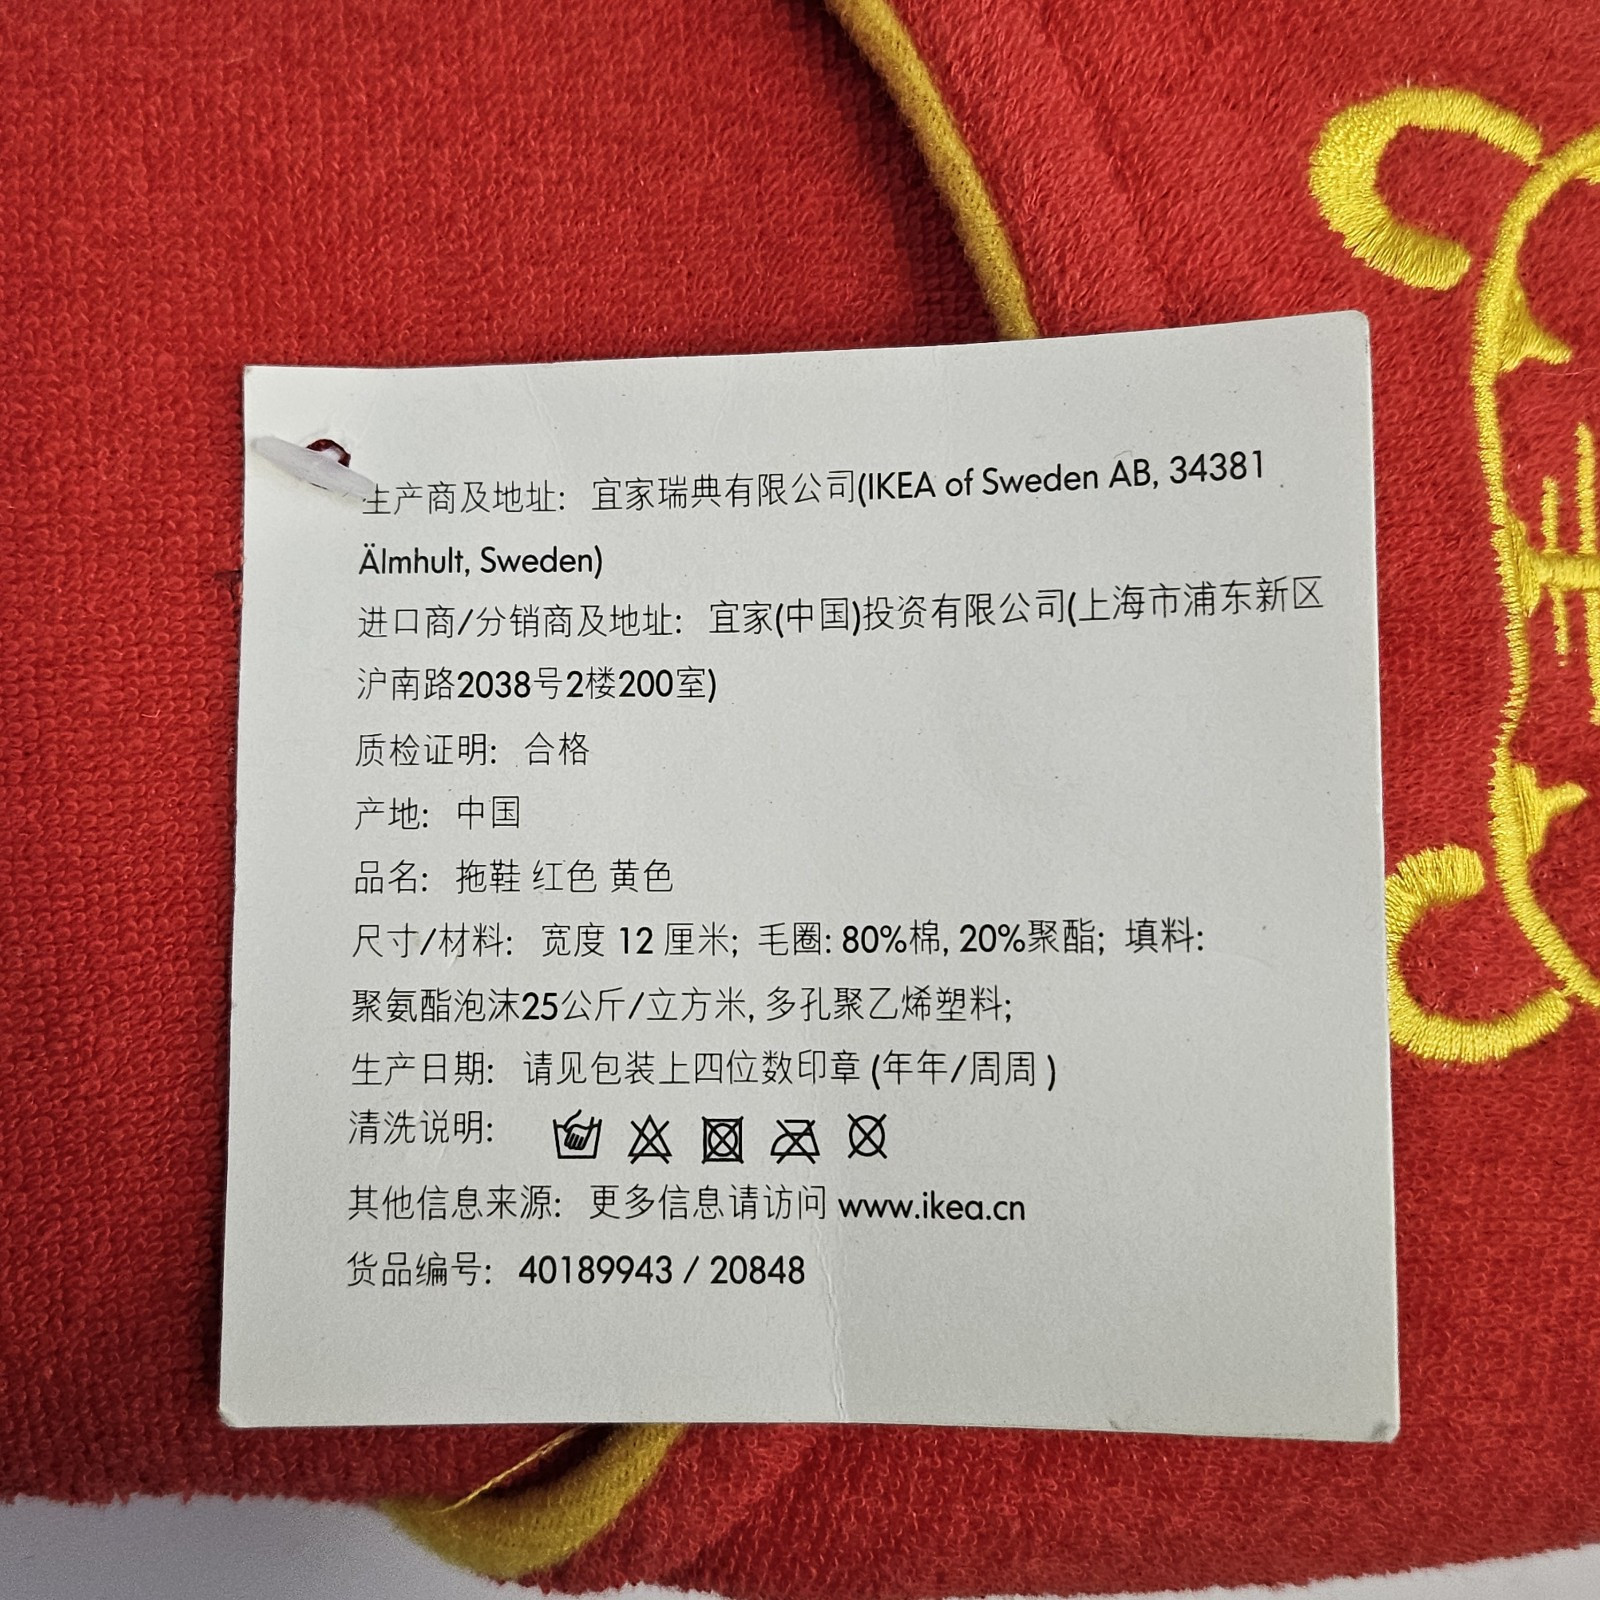 生产商及地址: 宜家瑞典有限公司(IKEA of Sweden AB, 34381
Älmhult, Sweden)
进口商/分销商及地址: 宜家(中国)投资有限公司(上海市浦东新区
沪南路2038号2楼200室)
质检证明: 合格
产地: 中国
品名: 拖鞋 红色 黄色
尺寸/材料: 宽度 12 厘米; 毛圈: 80%棉, 20%聚酯; 填料:
聚氨酯泡沫25公斤/立方米, 多孔聚乙烯塑料;
生产日期: 请见包装上四位数印章 (年年/周周 )
清洗说明:
其他信息来源: 更多信息请访问 www.ikea.cn
货品编号: 40189943 / 20848